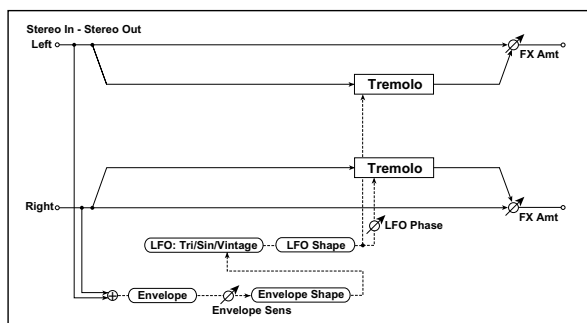 Stereo In - Stereo Out
Left
FX Amt
Tremolo
Tremolo
Right
FX Amt
LFO Phase
LFO: Tri/Sin/Vintage
LFO Shape
Envelope
Envelope Sens
Envelope Shape